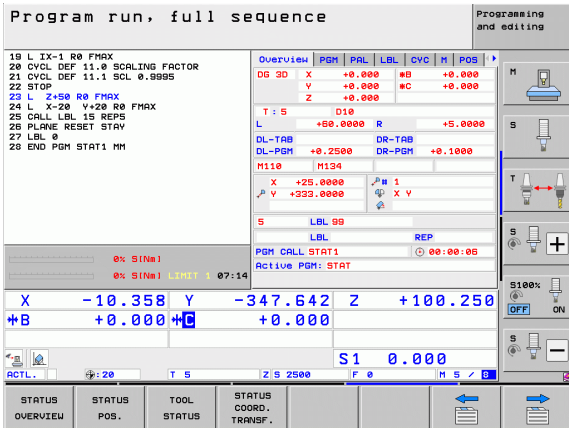 Program run, full sequence
Programming
and editing
19 L IX-1 R0 FMAX
20 CYCL DEF 11.0 SCALING FACTOR
21 CYCL DEF 11.1 SCL 0.9995
22 STOP
23 L Z+50 R0 FMAX
24 L X-20 Y+20 R0 FMAX
25 CALL LBL 15 REP5
26 PLANE RESET STAY
27 LBL 0
28 END PGM STAT1 MM
0% S[Nm]
0% S[Nm] LIMIT 1 07:14
Overview PGM PAL LBL CYC M POS
DG 3D X +0.000 *B +0.000
Y +0.000 *C +0.000
Z +0.000
T : 5 D10
L +60.0000 R +5.0000
DL-TAB DR-TAB
DL-PGM +0.2500 DR-PGM +0.1000
M110 M134
X +25.0000 # 1
Y +333.0000 X Y
5 LBL 99
LBL REP
PGM CALL STAT1 00:00:06
Active PGM: STAT
X -10.358 Y -347.642 Z +100.250
B +0.000 C +0.000
S1 0.000
ACTL. :20 T 5 Z S 2500 F 0 M 5 / 8
M
S
T
S
S100%
OFF ON
S
STATUS
OVERVIEW
STATUS
POS.
TOOL
STATUS
STATUS
COORD.
TRANSF.